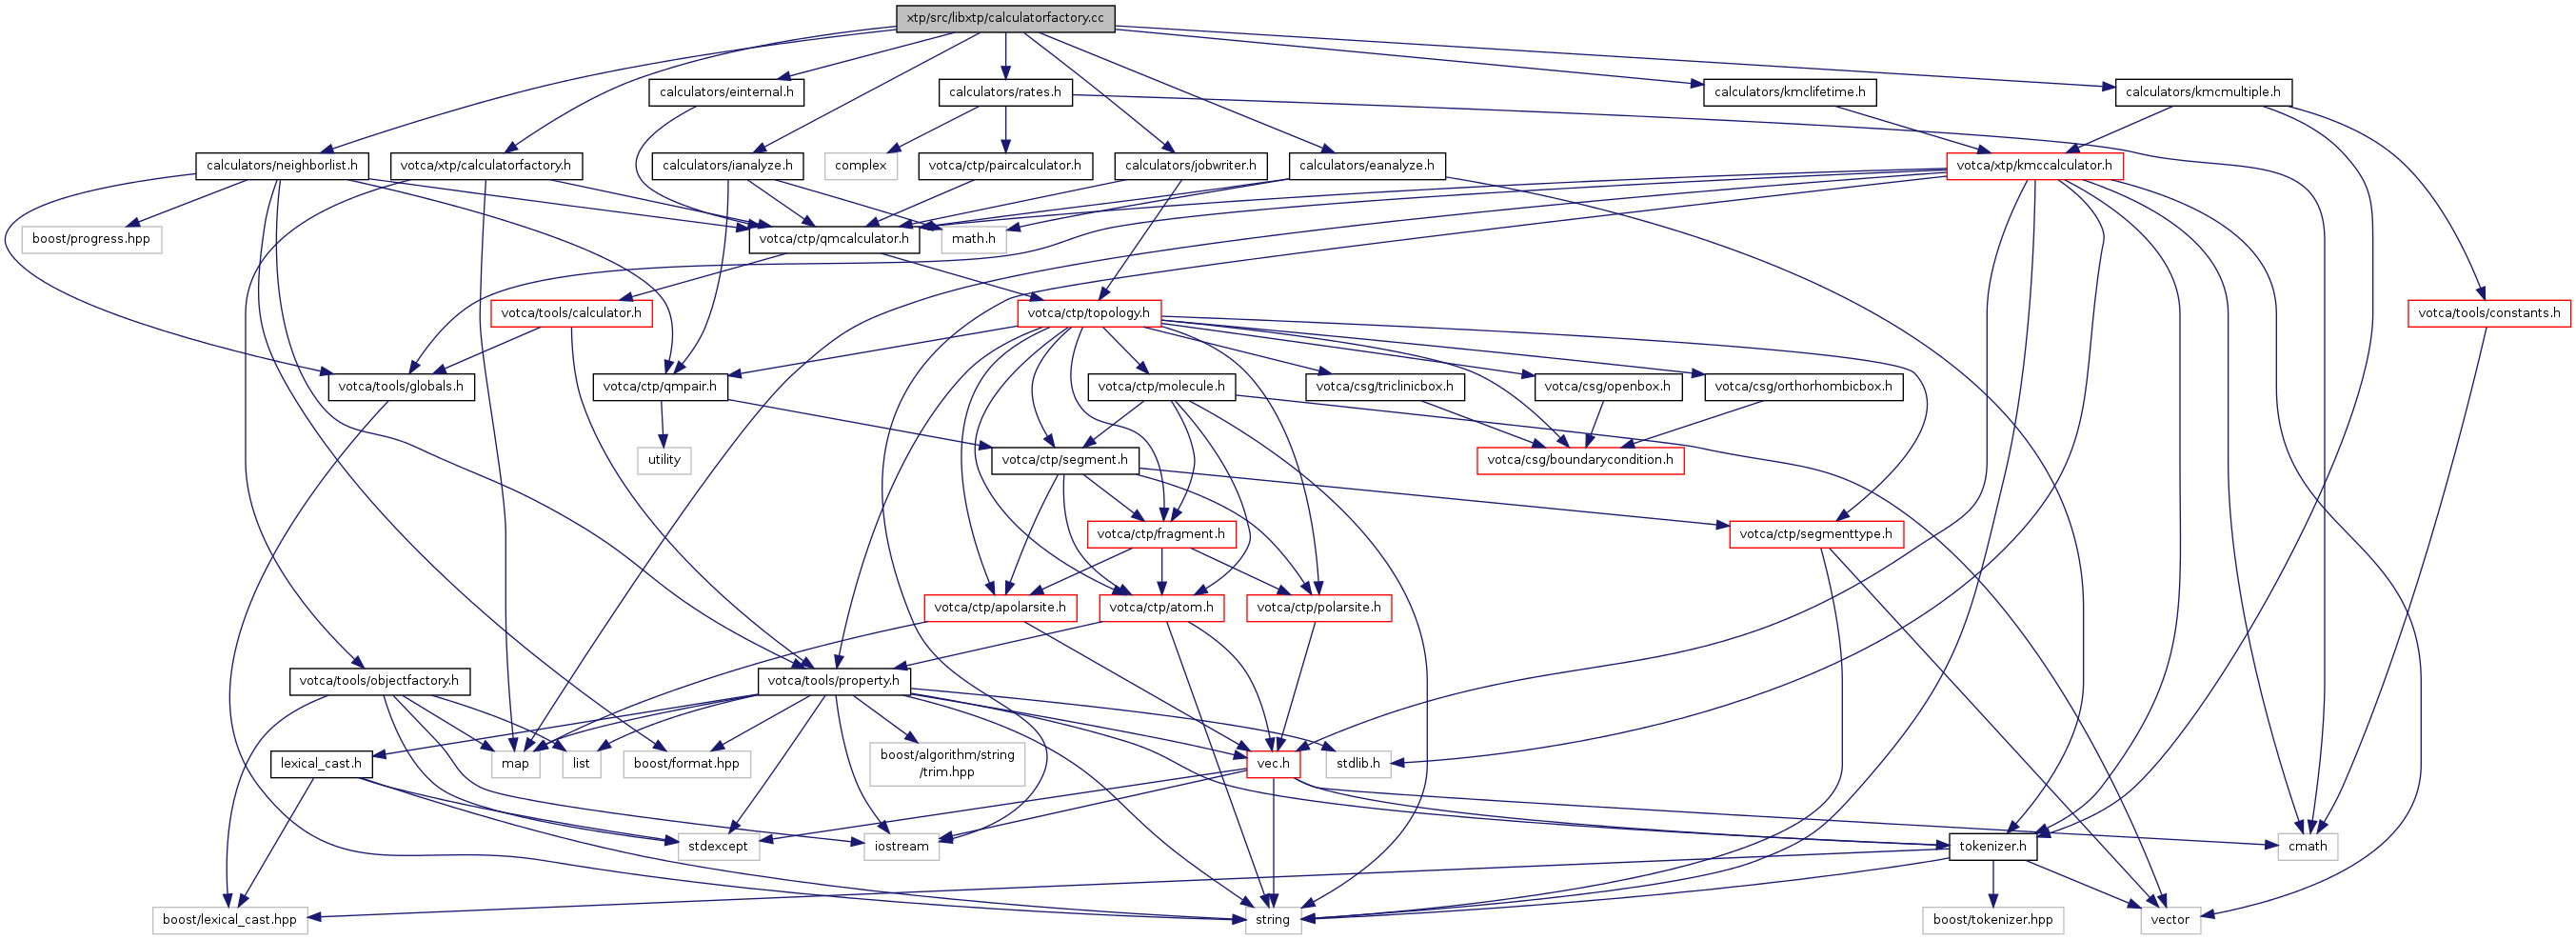 xtp/src/libxtp/calculatorfactory.cc
calculators/einternal.h
calculators/rates.h
calculators/kmclifetime.h
calculators/kmcmultiple.h
calculators/neighborlist.h
votca/xtp/calculatorfactory.h
calculators/ianalyze.h
complex
votca/ctp/paircalculator.h
calculators/jobwriter.h
calculators/eanalyze.h
votca/xtp/kmccalculator.h
boost/progress.hpp
votca/ctp/qmcalculator.h
math.h
votca/tools/calculator.h
votca/ctp/topology.h
votca/tools/constants.h
votca/tools/globals.h
votca/ctp/qmpair.h
votca/ctp/molecule.h
votca/csg/triclinicbox.h
votca/csg/openbox.h
votca/csg/orthorhombicbox.h
utility
votca/ctp/segment.h
votca/csg/boundarycondition.h
votca/ctp/fragment.h
votca/ctp/segmenttype.h
votca/ctp/apolarsite.h
votca/ctp/atom.h
votca/ctp/polarsite.h
votca/tools/objectfactory.h
votca/tools/property.h
lexical_cast.h
map
list
boost/format.hpp
boost/algorithm/string
/trim.hpp
vec.h
stdlib.h
stdexcept
iostream
tokenizer.h
cmath
boost/lexical_cast.hpp
string
boost/tokenizer.hpp
vector